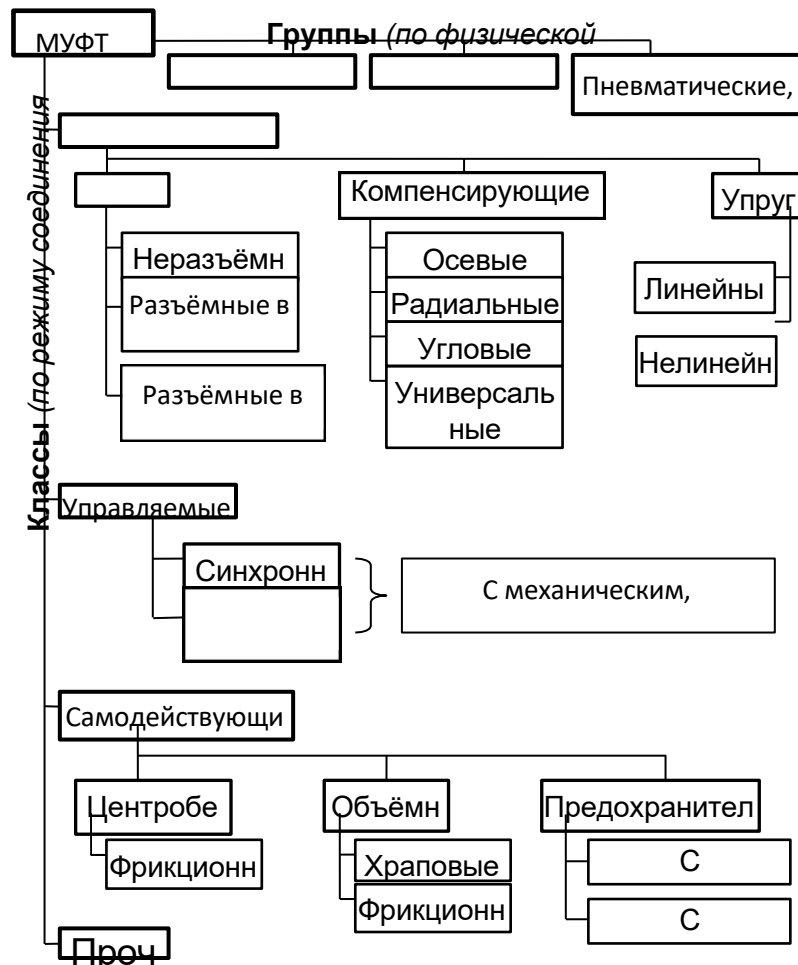 МУФТ
Группы (по физической
Пневматические,
Классы (по режиму соединения
Компенсирующие
Упруг
Неразъёмн
Разъёмные в
Разъёмные в
Осевые
Радиальные
Угловые
Универсаль
ные
Линейны
Нелинейн
Управляемые
Синхронн
С механическим,
Самодействующи
Центробе
Объёмн
Предохранител
Фрикционн
Храповые
Фрикционн
С
С
Проч